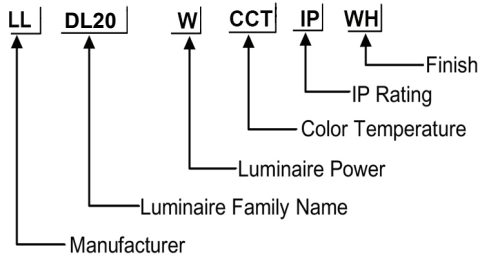 LL DL20 W CCT IP WH
Finish
IP Rating
Color Temperature
Luminaire Power
Luminaire Family Name
Manufacturer